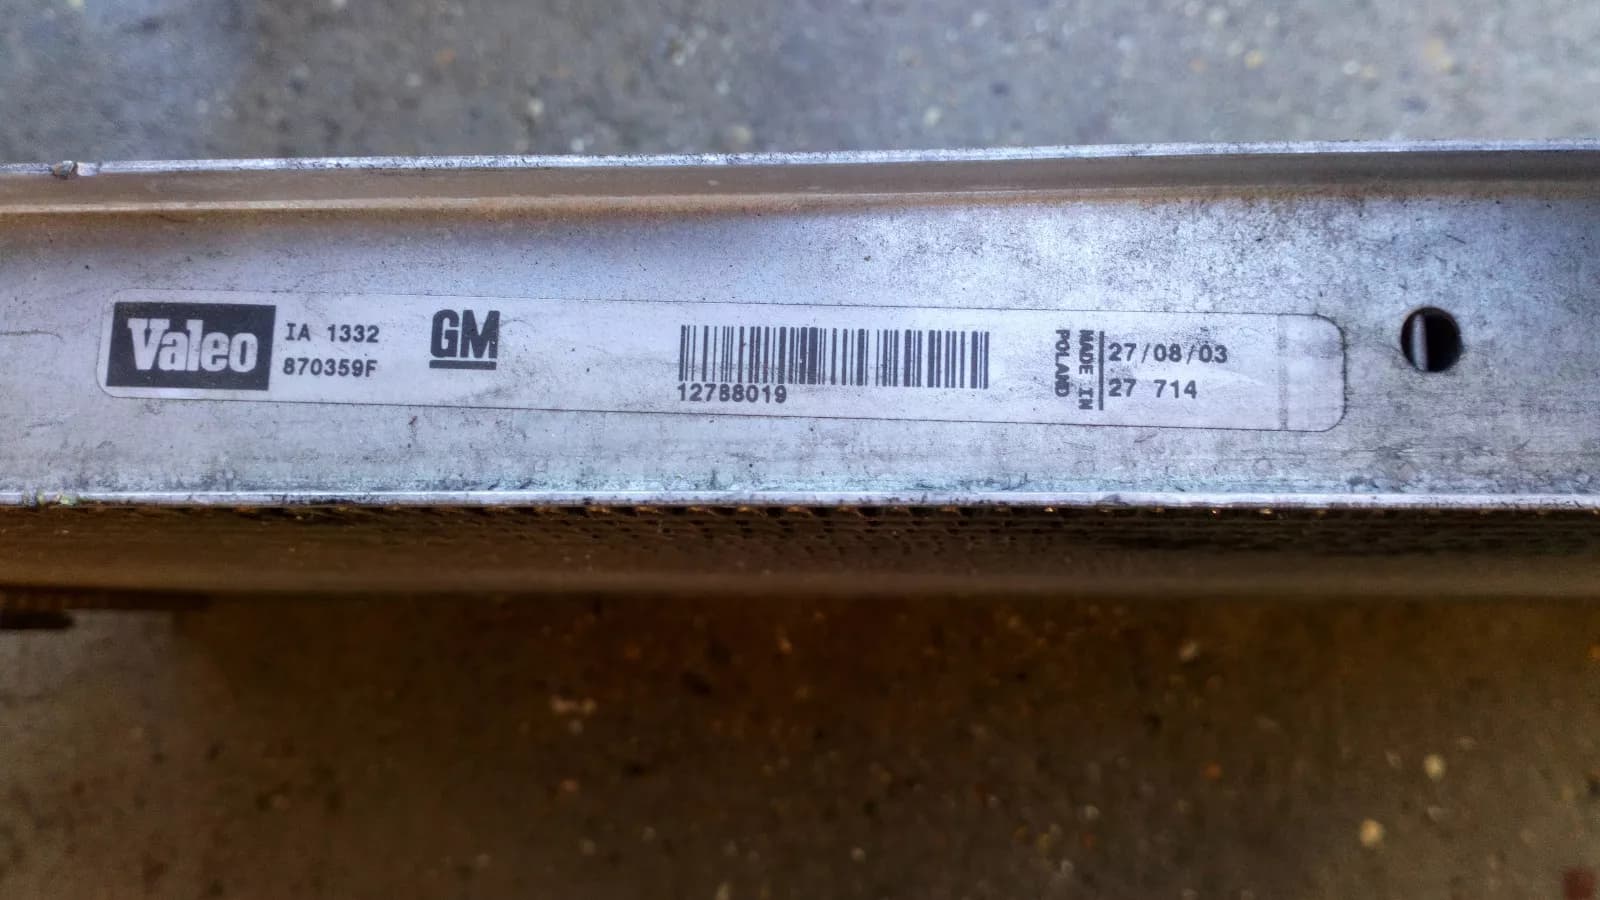 Valeo
IA 1332
870359F
GM
12788019
MADE IN
POLAND
27/08/03
27 714